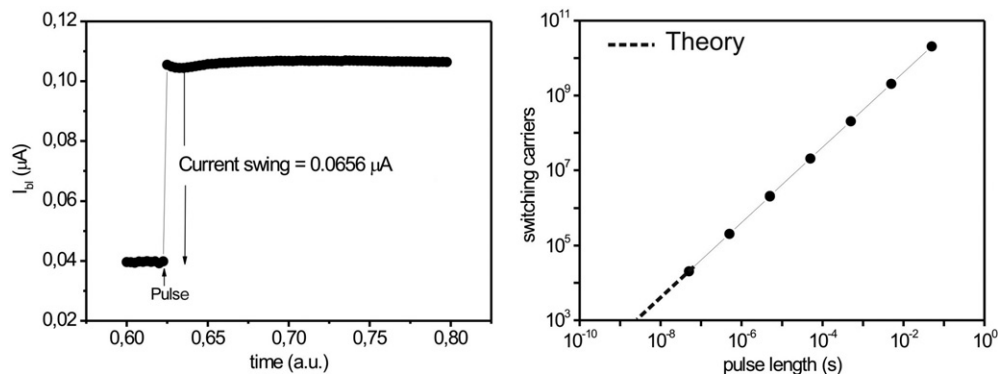 0,12
0,10
0,08
0,06
0,04
0,02
I_bl (μA)
Current swing = 0.0656 μA
Pulse
0,60 0,65 0,70 0,75 0,80
time (a.u.)
10^11
10^9
10^7
10^5
10^3
switching carriers
Theory
10^-10 10^-8 10^-6 10^-4 10^-2 10^0
pulse length (s)